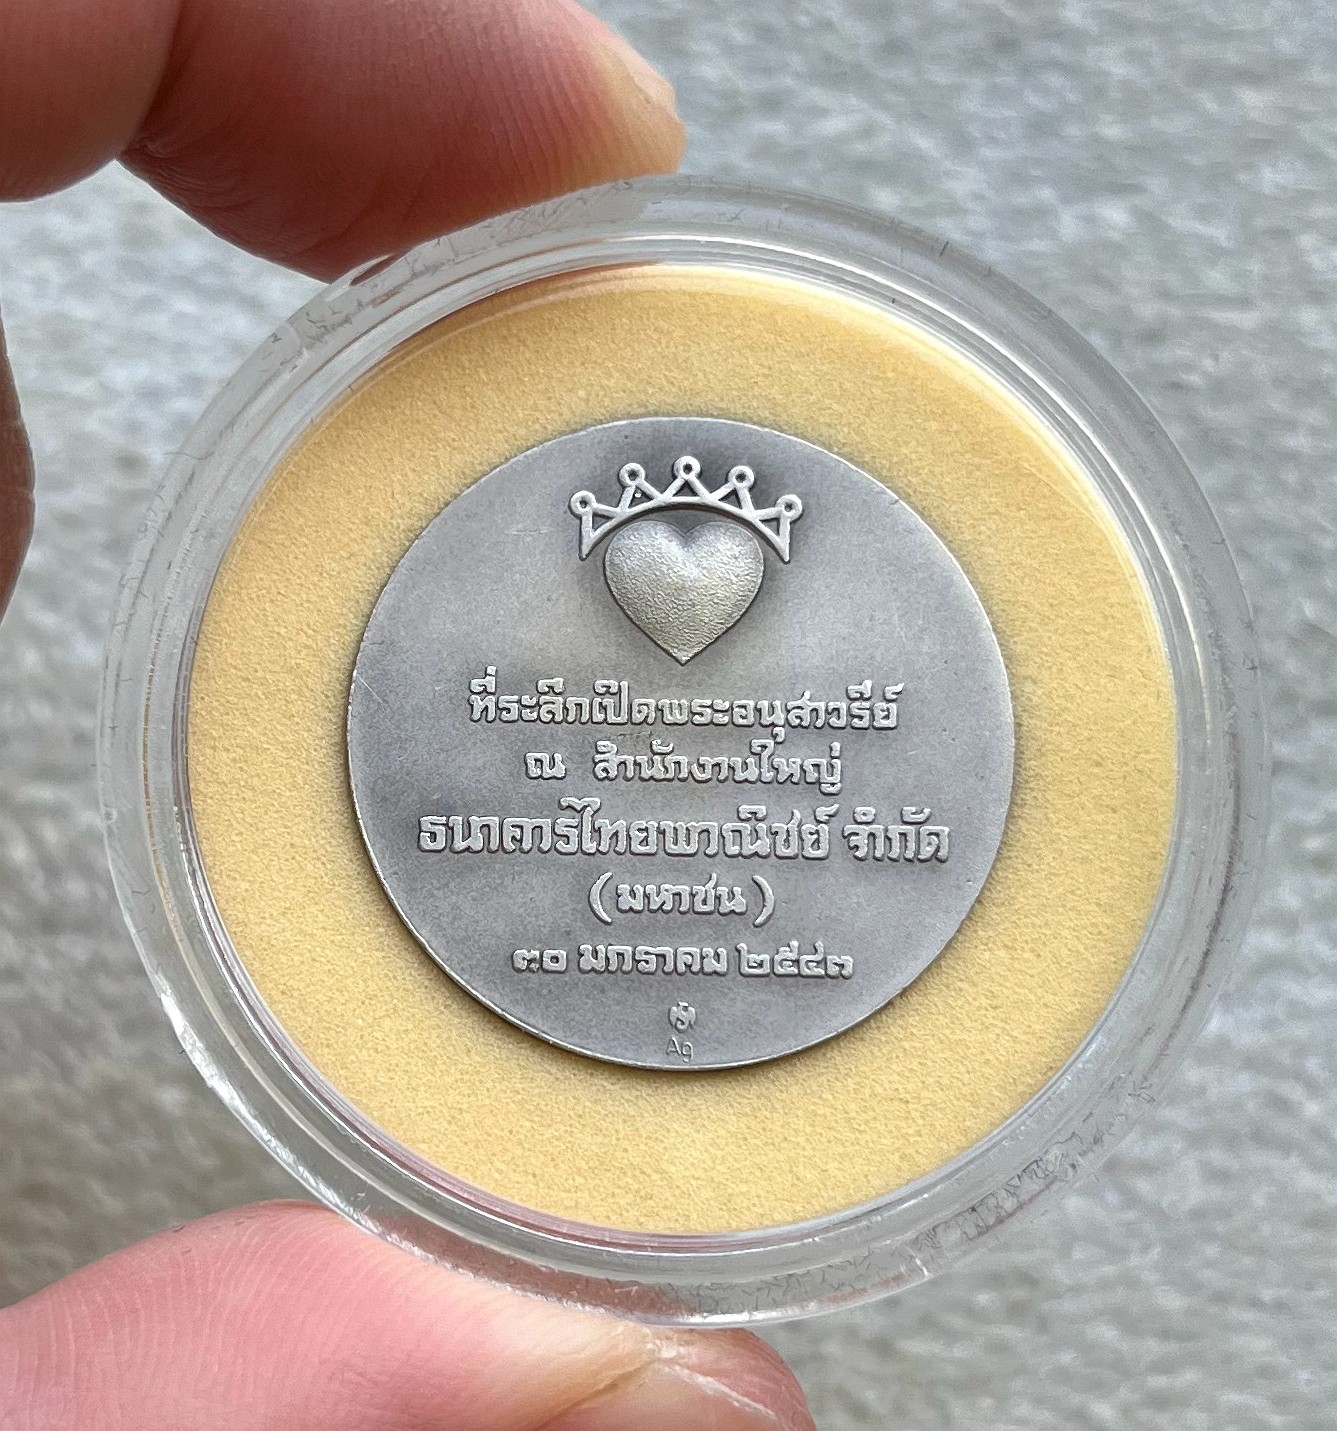 ที่ระลึกเปิดพระอนุสาวรีย์
ณ สำนักงานใหญ่
ธนาคารไทยพาณิชย์ จำกัด
(มหาชน)
๓๐ มกราคม ๒๕๔๓
Ag